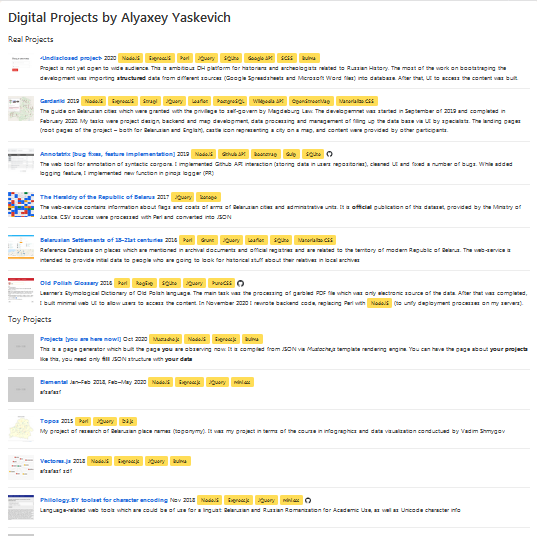 Digital Projects by Alyaxey Yaskevich
Real Projects
<Undisclosed project> 2020 NodeJS ExpressJS Perl JQuery SQLite Google API SCSS Bulma
Project is not yet open to wide audience. This is ambitious DH platform for historians and archeologists related to Russian History. The most of the work on bootstraping the
development was importing structured data from different sources (Google Spreadsheets and Microsoft Word files) into database. After that, UI to access the content was built
Gardariki 2019 NodeJS ExpressJS JQuery Leaflet PostgreSQL Wikipedia API OpenStreetMap Materialize CSS
The guide on Belarusian cities which were granted with the privilege to self-govern by Magdeburg Law. The development was started in September of 2019 and completed in
February 2020. My tasks were project design, backend and map development, data processing and management of filling up the data base via UI by specialists. The landing
(root pages of the project – both for Belarusian and English), castle icon representing a city on a map, and content were provided by other participants.
Annotatrix [bug fixes, feature implementation] 2019 NodeJS Github API Bootstrap Gulp SQLite
The web tool for annotation of syntactic corpora. I implemented Github API interaction (storing data in users repositories), cleaned UI and fixed a number of bugs. While added
logging feature, I implemented new function in pinojs logger (PR)
The Heraldry of the Republic of Belarus 2017 JQuery
The web-service contains information about flags and coats of arms of Belarusian cities and administrative units. It is official publication of this dataset, provided by the Ministry of
Justice. CSV sources were processed with Perl and converted into JSON
Belarusian Settlements of 18-21st centuries 2016 Perl Grunt JQuery Leaflet SQLite Materialize CSS
Reference Database on places which are mentioned in archival documents and official registries and are related to the territory of modern Republic of Belarus. The web-service is
intended to provide initial data to people who are going to look for historical stuff about their relatives in local archives
Old Polish Glossary 2016 Perl RegExp SQLite JQuery PureCSS
Learner's Etymological Dictionary of Old Polish language. The main task was the processing of garbled PDF file which was only electronic source of the data. After that was completed,
I built minimal web UI to allow users to access the content. In November 2020 I rewrote backend code, replacing Perl with NodeJS (to unify deployment processes on my servers).
Toy Projects
Projects [you are here now!] Oct 2020 Mustache.js NodeJS ExpressJS Bulma
This is a page generator which built the page you are observing now. It is compiled from JSON via Mustache.js template rendering engine. You can have the page about your projects
like this, you need only fill JSON structure with your data
Elemental Jan–Feb 2018, Feb–May 2020 NodeJS ExpressJS JQuery mini.css
afsafasf
Topos 2015 Perl JQuery D3.js
My project of research of Belarusian place names (toponymy). It was my project in terms of the course in infographics and data visualization conducted by Vadim Shmygov
Vectores.js 2018 NodeJS ExpressJS JQuery Bulma
afsafasf sdf
Philology.BY toolset for character encoding Nov 2018 NodeJS ExpressJS JQuery mini.css
Language-related web tools which are could be of use for a linguist: Belarusian and Russian Romanisation for Academic Use, as well as Unicode character info